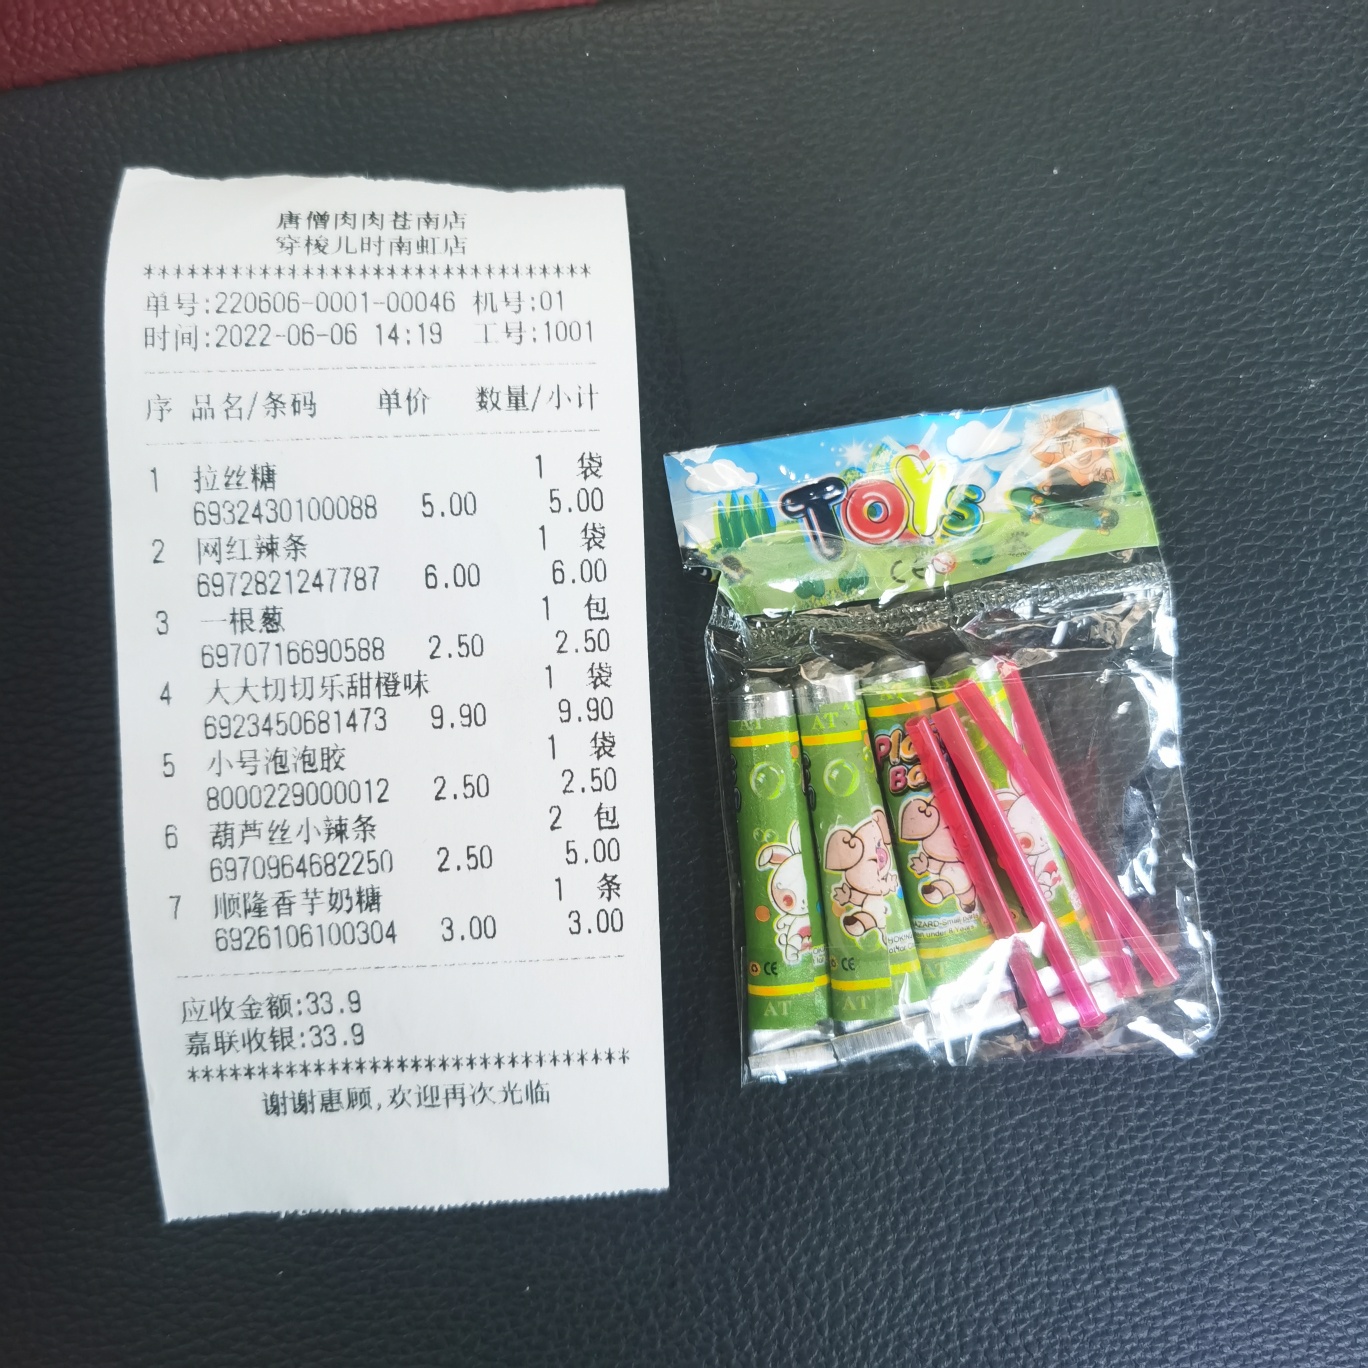 唐僧肉肉苍南店
穿梭儿时南虹店
********************************
单号:220606-0001-00046 机号:01
时间:2022-06-06 14:19 工号:1001
序 品名/条码 单价 数量/小计
1 拉丝糖 1 袋
6932430100088 5.00 5.00
2 网红辣条 1 袋
6972821247787 6.00 6.00
3 一根葱 1 包
6970716690588 2.50 2.50
4 大大切切乐甜橙味 1 袋
6923450681473 9.90 9.90
5 小号泡泡胶 1 袋
8000229000012 2.50 2.50
6 葫芦丝小辣条 2 包
6970964682250 2.50 5.00
7 顺隆香芋奶糖 1 条
6926106100304 3.00 3.00
应收金额:33.9
嘉联收银:33.9
********************************
谢谢惠顾,欢迎再次光临
TOYS
CE
AT
AT
CE
CE
AT
AT
AT